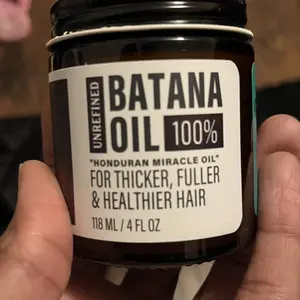 UNREFINED
BATANA
OIL 100%
"HONDURAN MIRACLE OIL"
FOR THICKER, FULLER
& HEALTHIER HAIR
118 ML / 4 FL OZ